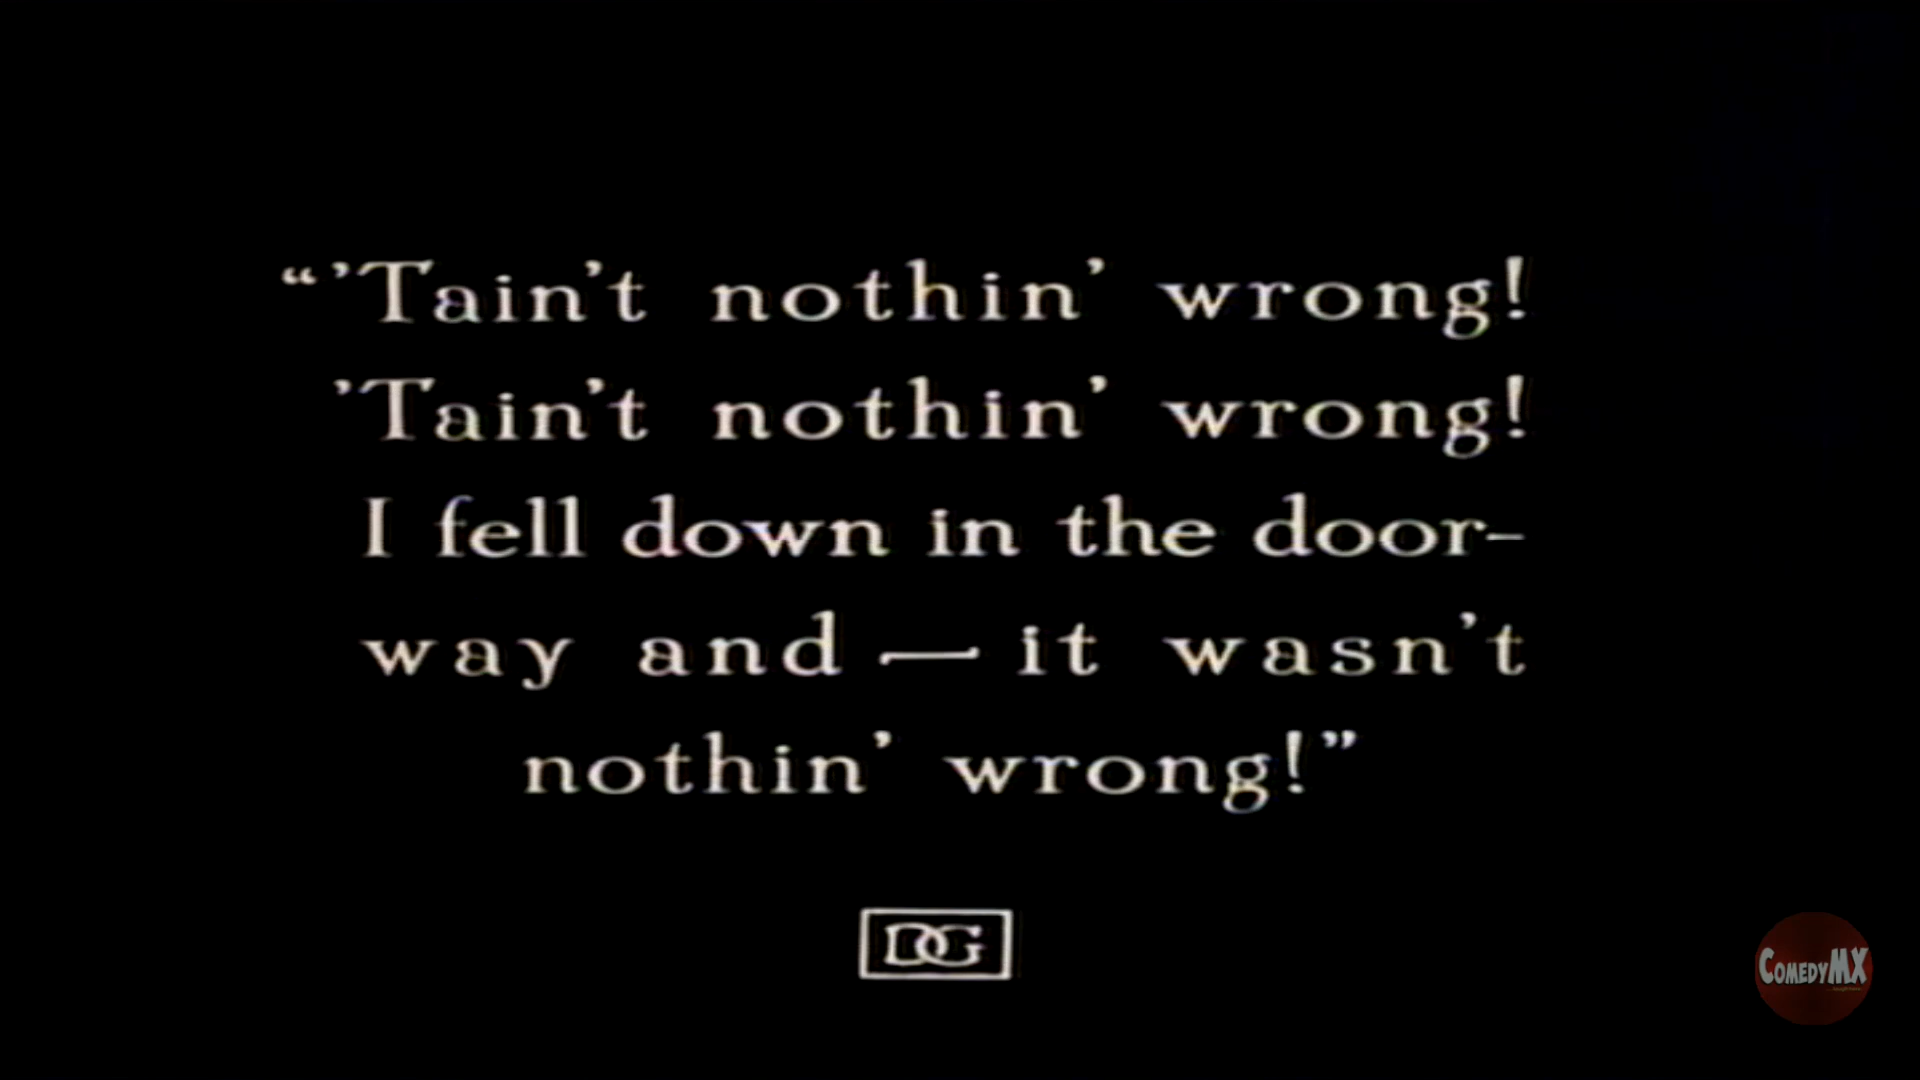 “’Tain’t nothin’ wrong!
’Tain’t nothin’ wrong!
I fell down in the door-
way and — it wasn’t
nothin’ wrong!”
DG
COMEDYMX